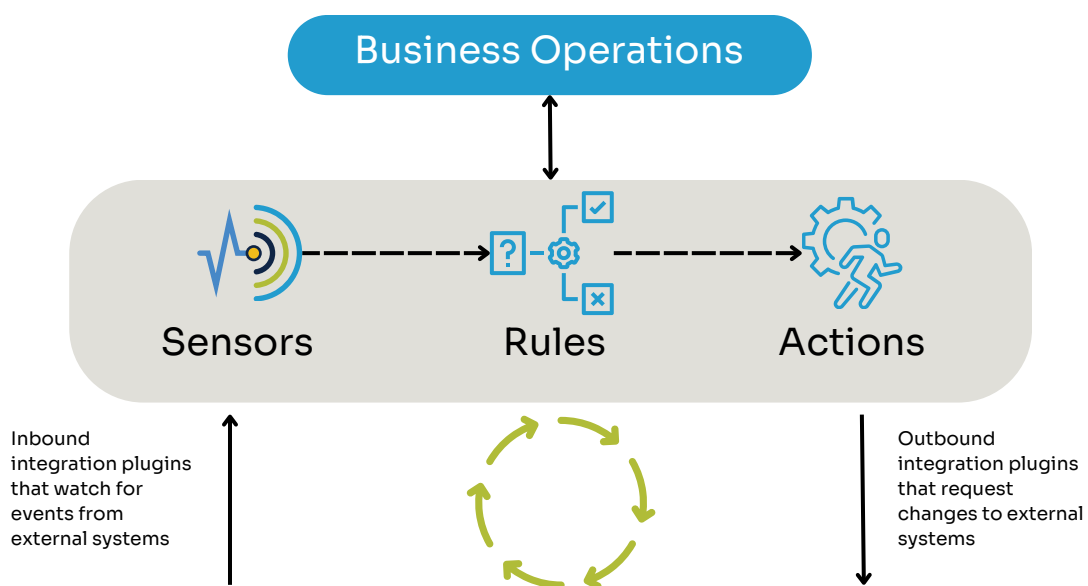 Business Operations
?
Sensors
Rules
Actions
Inbound
integration plugins
that watch for
events from
external systems
Outbound
integration plugins
that request
changes to external
systems